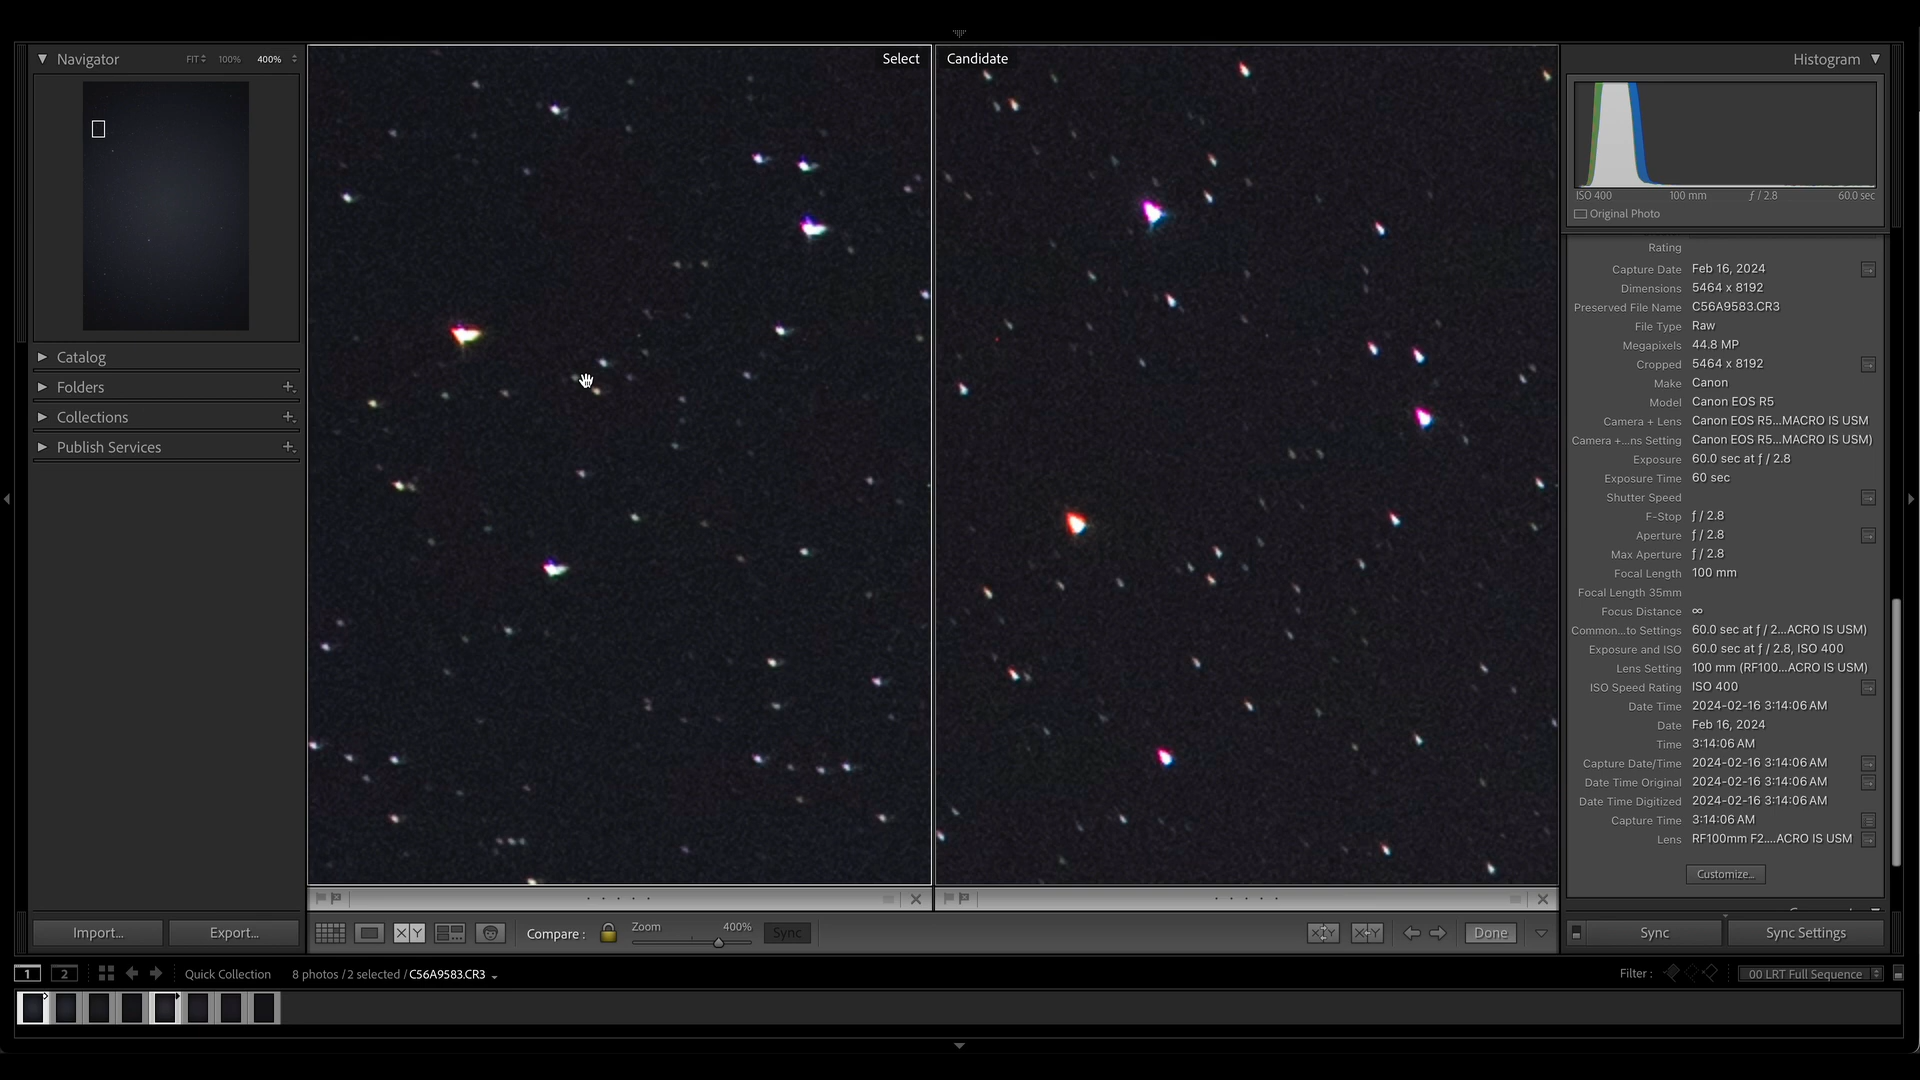 Navigator
FIT
100%
400%
Catalog
Folders
Collections
Publish Services
Import...
Export...
Select
Candidate
Compare :
Zoom
400%
Sync
Done
Histogram
ISO 400
100 mm
ƒ / 2.8
60.0 sec
Original Photo
Rating
Capture Date Feb 16, 2024
Dimensions 5464 x 8192
Preserved File Name C56A9583.CR3
File Type Raw
Megapixels 44.8 MP
Cropped 5464 x 8192
Make Canon
Model Canon EOS R5
Camera + Lens Canon EOS R5...MACRO IS USM
Camera +...ns Setting Canon EOS R5...MACRO IS USM)
Exposure 60.0 sec at ƒ / 2.8
Exposure Time 60 sec
Shutter Speed
F-Stop ƒ / 2.8
Aperture ƒ / 2.8
Max Aperture ƒ / 2.8
Focal Length 100 mm
Focal Length 35mm
Focus Distance ∞
Common...to Settings 60.0 sec at ƒ / 2...ACRO IS USM)
Exposure and ISO 60.0 sec at ƒ / 2.8, ISO 400
Lens Setting 100 mm (RF100...ACRO IS USM)
ISO Speed Rating ISO 400
Date Time 2024-02-16 3:14:06 AM
Date Feb 16, 2024
Time 3:14:06 AM
Capture Date/Time 2024-02-16 3:14:06 AM
Date Time Original 2024-02-16 3:14:06 AM
Date Time Digitized 2024-02-16 3:14:06 AM
Capture Time 3:14:06 AM
Lens RF100mm F2....ACRO IS USM
Customize...
Sync
Sync Settings
1
2
Quick Collection
8 photos / 2 selected / C56A9583.CR3
Filter :
00 LRT Full Sequence